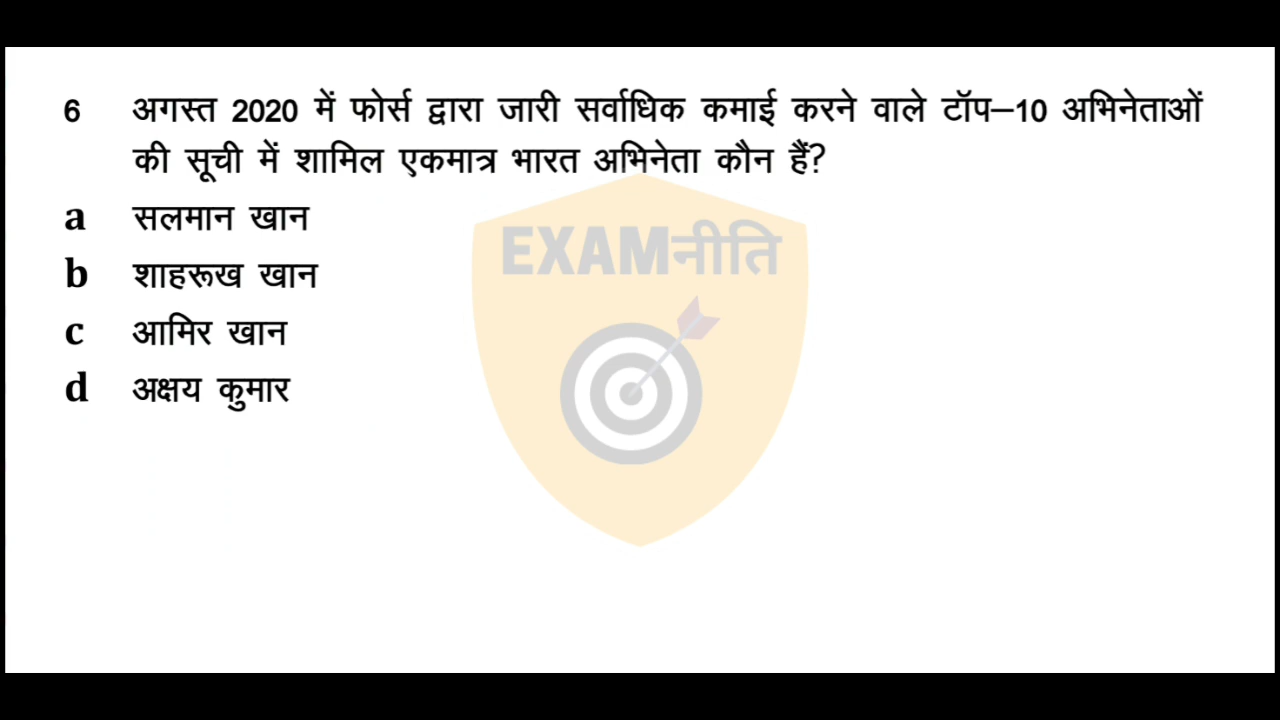 6 अगस्त 2020 में फोर्स द्वारा जारी सर्वाधिक कमाई करने वाले टॉप–10 अभिनेताओं
की सूची में शामिल एकमात्र भारत अभिनेता कौन हैं?
a सलमान खान
b शाहरूख खान
c आमिर खान
d अक्षय कुमार
EXAMनीति